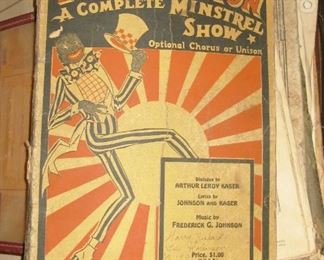 A COMPLETE MINSTREL
SHOW
Optional Chorus or Unison
Dialogue by
ARTHUR LEROY KASER
Lyrics by
JOHNSON AND KASER
Music by
FREDERICK G. JOHNSON
Price, $1.00